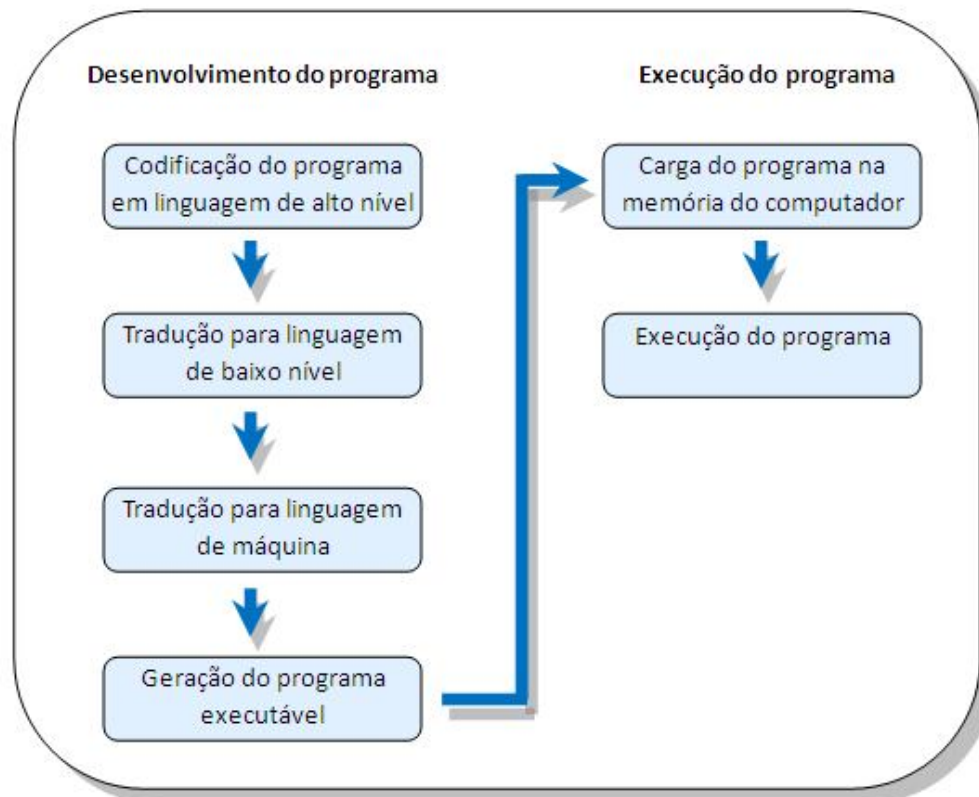 Desenvolvimento do programa
Codificação do programa
em linguagem de alto nível
Tradução para linguagem
de baixo nível
Tradução para linguagem
de máquina
Geração do programa
executável
Execução do programa
Carga do programa na
memória do computador
Execução do programa